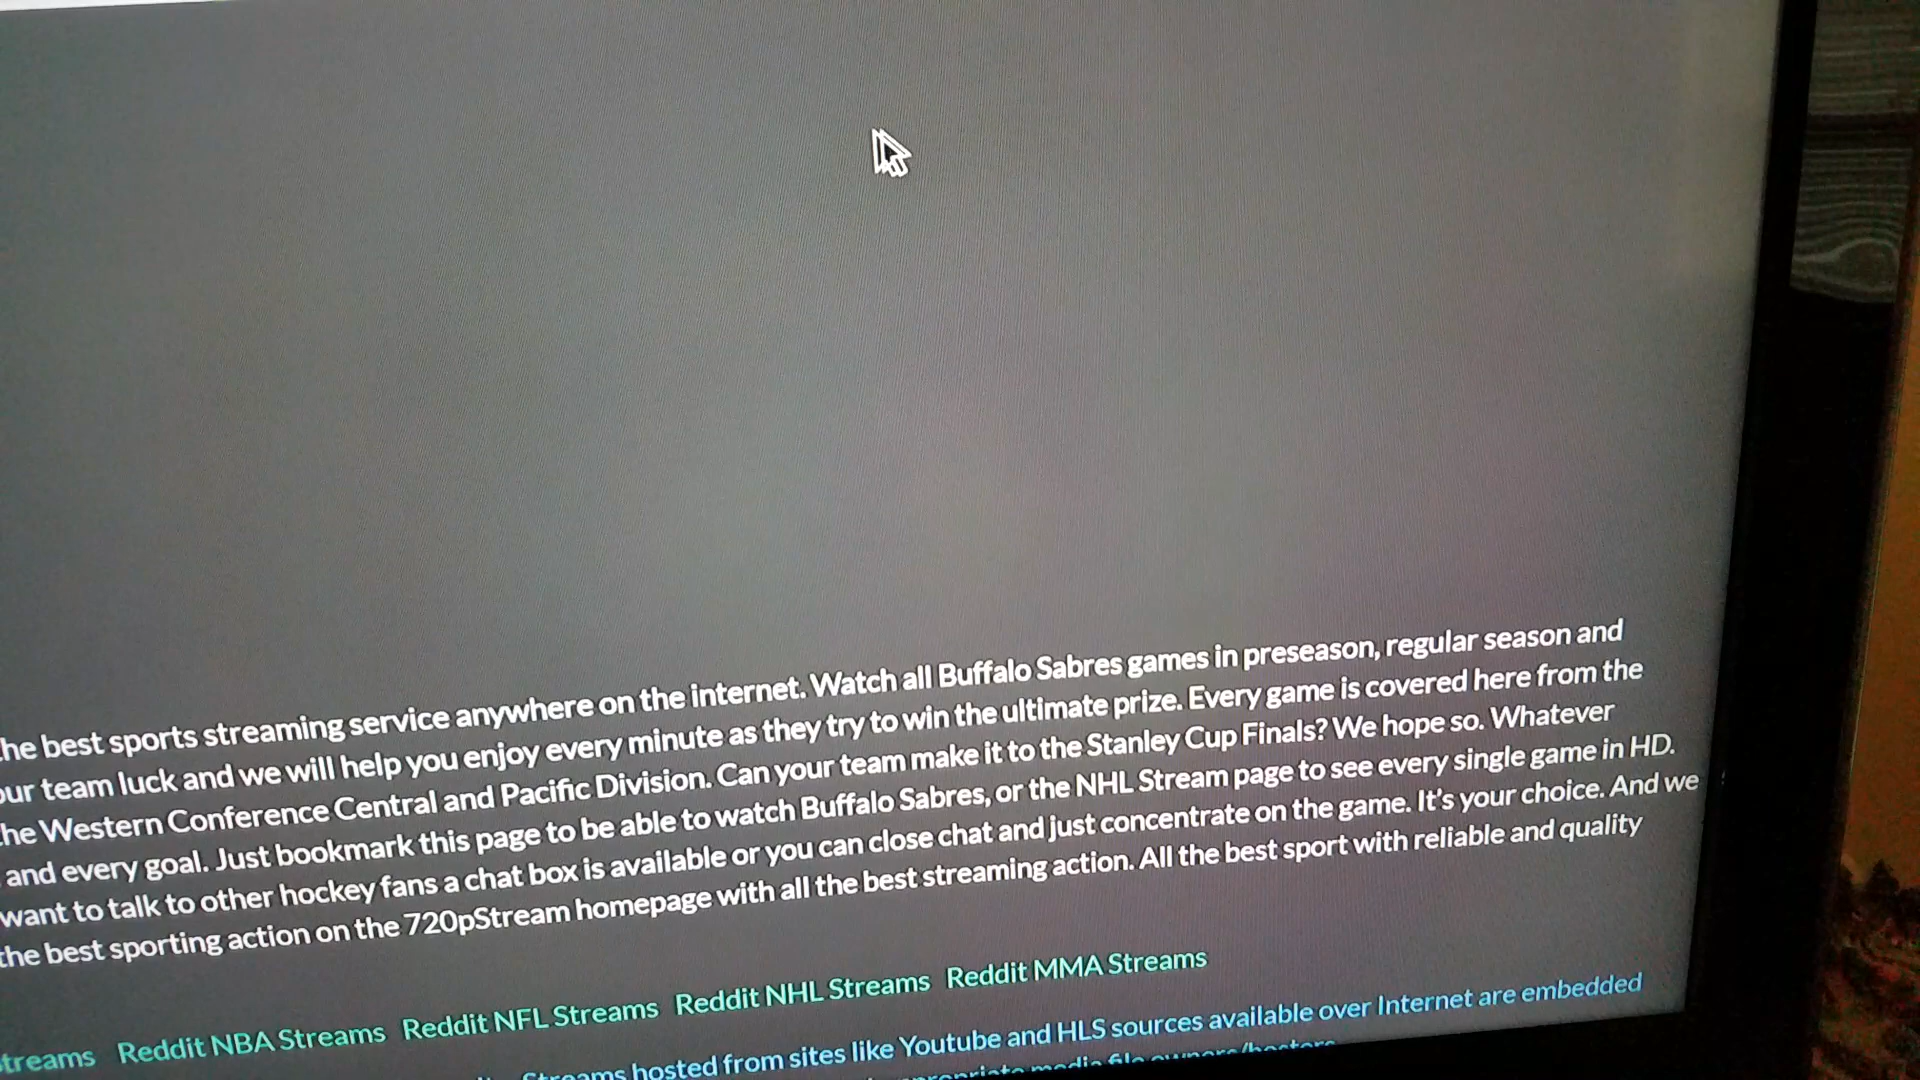 the best sports streaming service anywhere on the internet. Watch all Buffalo Sabres games in preseason, regular season and
our team luck and we will help you enjoy every minute as they try to win the ultimate prize. Every game is covered here from the
the Western Conference Central and Pacific Division. Can your team make it to the Stanley Cup Finals? We hope so. Whatever
and every goal. Just bookmark this page to be able to watch Buffalo Sabres, or the NHL Stream page to see every single game in HD.
want to talk to other hockey fans a chat box is available or you can close chat and just concentrate on the game. It's your choice. And we
the best sporting action on the 720pStream homepage with all the best streaming action. All the best sport with reliable and quality
treams Reddit NBA Streams Reddit NFL Streams Reddit NHL Streams Reddit MMA Streams
Streams hosted from sites like Youtube and HLS sources available over Internet are embedded
media file owners/hosters